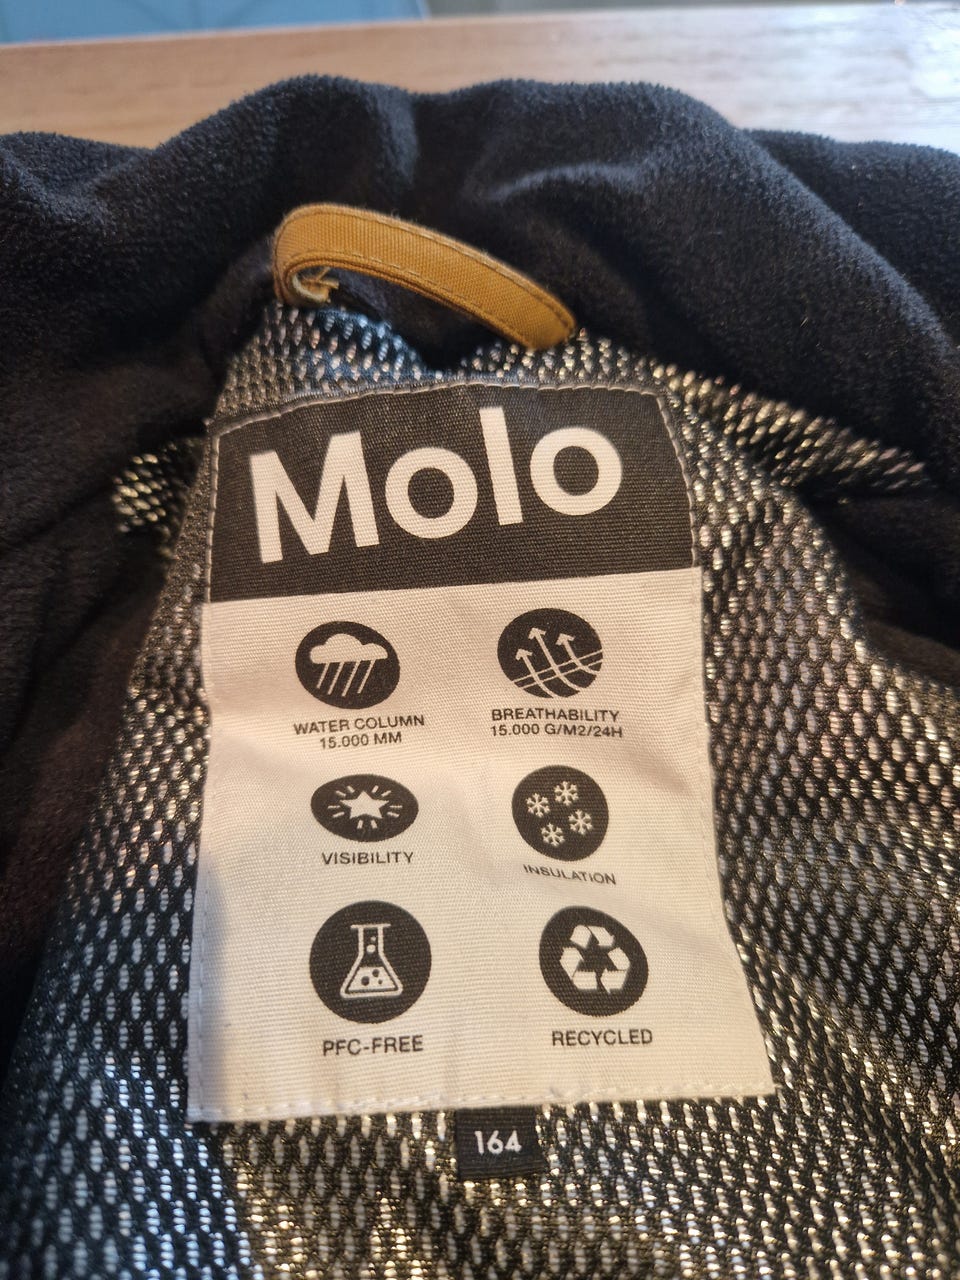 Molo
WATER COLUMN
15.000 MM
BREATHABILITY
15.000 G/M2/24H
VISIBILITY
INSULATION
PFC-FREE
RECYCLED
164